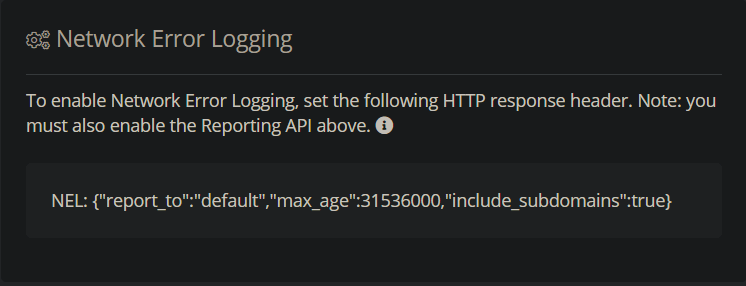 Network Error Logging
To enable Network Error Logging, set the following HTTP response header. Note: you
must also enable the Reporting API above.
NEL: {"report_to":"default","max_age":31536000,"include_subdomains":true}